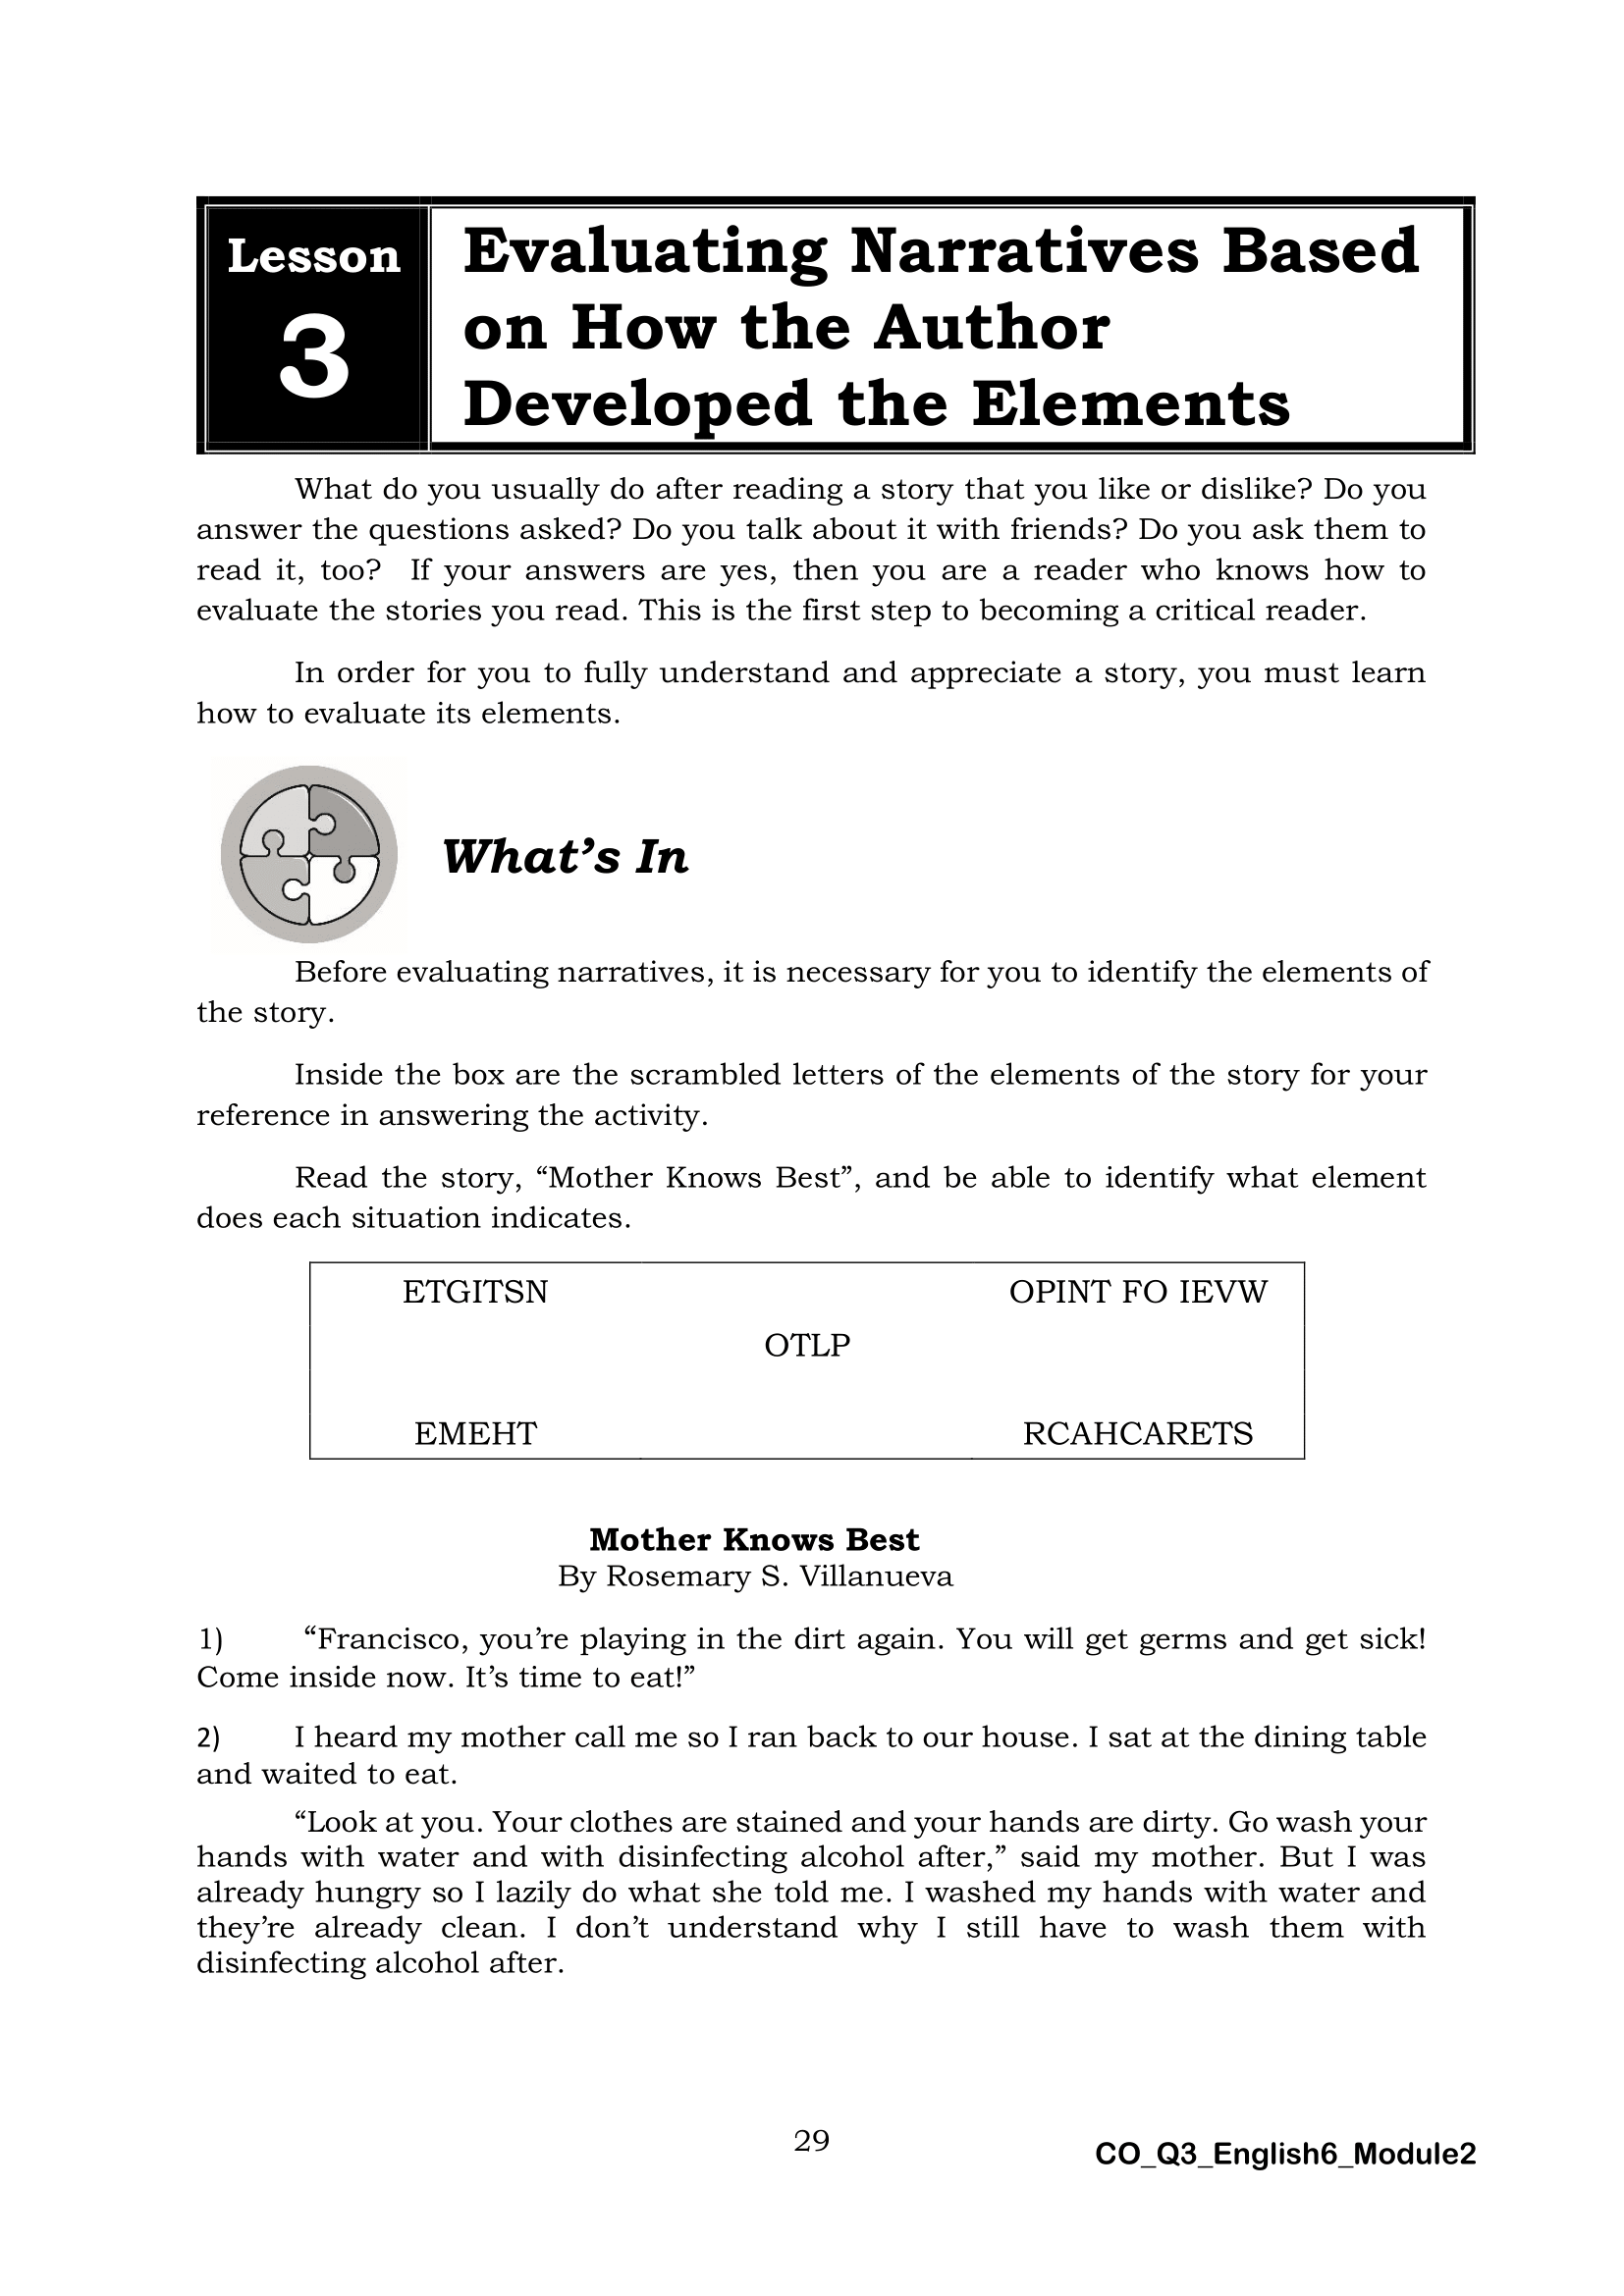 Lesson
3
Evaluating Narratives Based
on How the Author
Developed the Elements
What do you usually do after reading a story that you like or dislike? Do you
answer the questions asked? Do you talk about it with friends? Do you ask them to
read it, too?  If your answers are yes, then you are a reader who knows how to
evaluate the stories you read. This is the first step to becoming a critical reader.
In order for you to fully understand and appreciate a story, you must learn
how to evaluate its elements.
What’s In
Before evaluating narratives, it is necessary for you to identify the elements of
the story.
Inside the box are the scrambled letters of the elements of the story for your
reference in answering the activity.
Read the story, “Mother Knows Best”, and be able to identify what element
does each situation indicates.
ETGITSN OPINT FO IEVW
OTLP
EMEHT RCAHCARETS
Mother Knows Best
By Rosemary S. Villanueva
1) “Francisco, you’re playing in the dirt again. You will get germs and get sick!
Come inside now. It’s time to eat!”
2) I heard my mother call me so I ran back to our house. I sat at the dining table
and waited to eat.
“Look at you. Your clothes are stained and your hands are dirty. Go wash your
hands with water and with disinfecting alcohol after,” said my mother. But I was
already hungry so I lazily do what she told me. I washed my hands with water and
they’re already clean. I don’t understand why I still have to wash them with
disinfecting alcohol after.
29
CO_Q3_English6_Module2